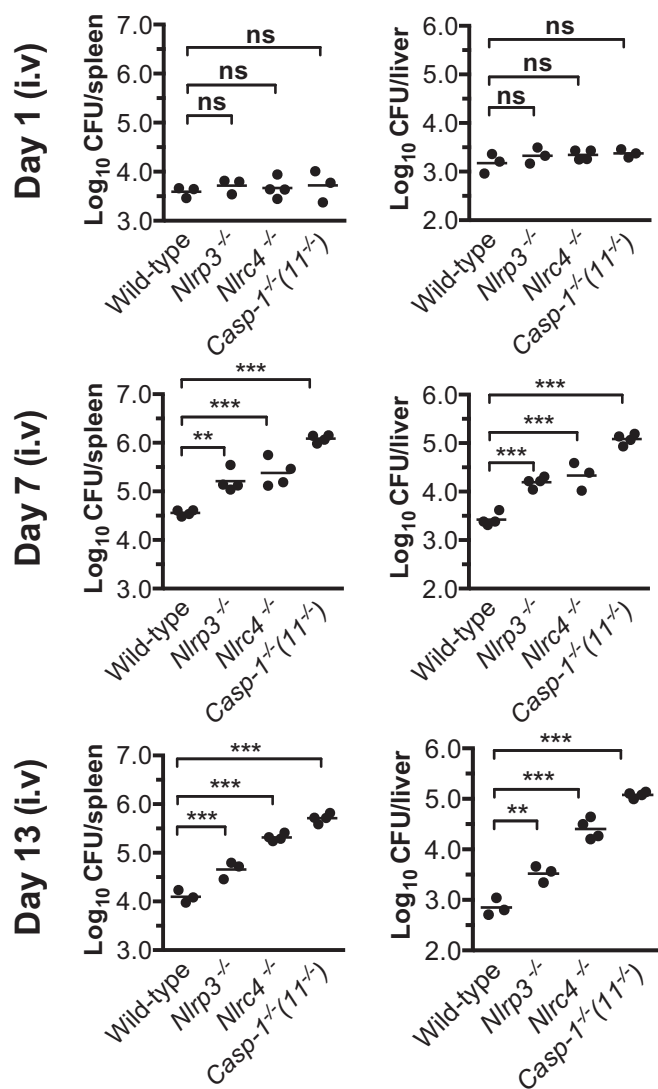 Day 1 (i.v)
Log10 CFU/spleen
7.0
6.0
5.0
4.0
3.0
ns
ns
ns
Wild-type
Nlrp3 -/-
Nlrc4 -/-
Casp-1-/-(11-/-)
Log10 CFU/liver
6.0
5.0
4.0
3.0
2.0
ns
ns
ns
Wild-type
Nlrp3 -/-
Nlrc4 -/-
Casp-1-/-(11-/-)
Day 7 (i.v)
Log10 CFU/spleen
7.0
6.0
5.0
4.0
3.0
***
***
**
Wild-type
Nlrp3 -/-
Nlrc4 -/-
Casp-1-/-(11-/-)
Log10 CFU/liver
6.0
5.0
4.0
3.0
2.0
***
***
***
Wild-type
Nlrp3 -/-
Nlrc4 -/-
Casp-1-/-(11-/-)
Day 13 (i.v)
Log10 CFU/spleen
7.0
6.0
5.0
4.0
3.0
***
***
***
Wild-type
Nlrp3 -/-
Nlrc4 -/-
Casp-1-/-(11-/-)
Log10 CFU/liver
6.0
5.0
4.0
3.0
2.0
***
***
**
Wild-type
Nlrp3 -/-
Nlrc4 -/-
Casp-1-/-(11-/-)